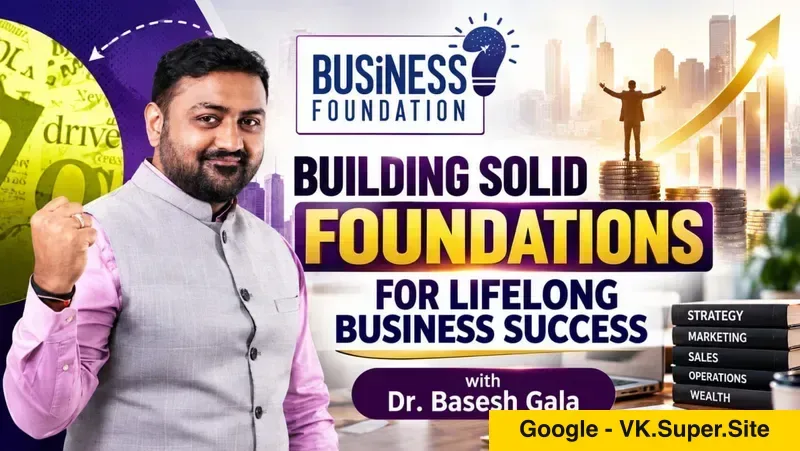 drive
BUSiNESS
FOUNDATION
BUILDING SOLID
FOUNDATIONS
FOR LIFELONG
BUSINESS SUCCESS
with
Dr. Basesh Gala
STRATEGY
MARKETING
SALES
OPERATIONS
WEALTH
Google - VK.Super.Site